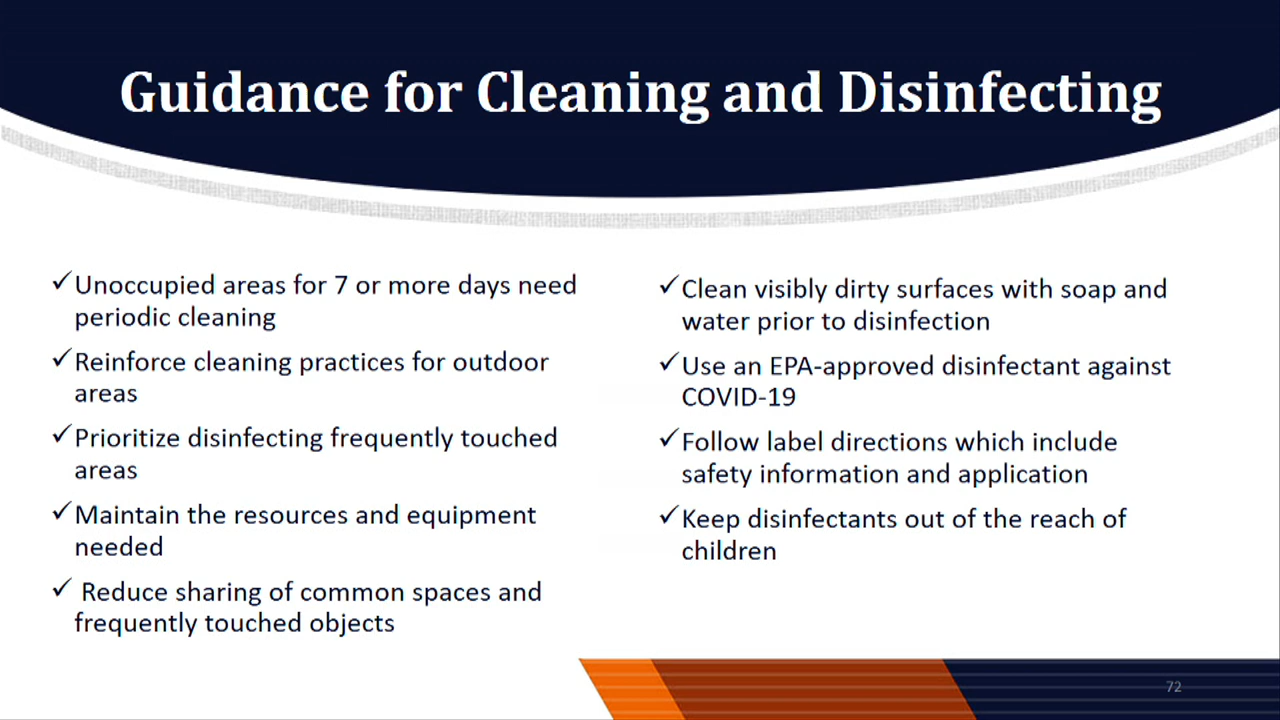 Guidance for Cleaning and Disinfecting
✓Unoccupied areas for 7 or more days need
periodic cleaning
✓Reinforce cleaning practices for outdoor
areas
✓Prioritize disinfecting frequently touched
areas
✓Maintain the resources and equipment
needed
✓ Reduce sharing of common spaces and
frequently touched objects
✓Clean visibly dirty surfaces with soap and
water prior to disinfection
✓Use an EPA-approved disinfectant against
COVID-19
✓Follow label directions which include
safety information and application
✓Keep disinfectants out of the reach of
children
72